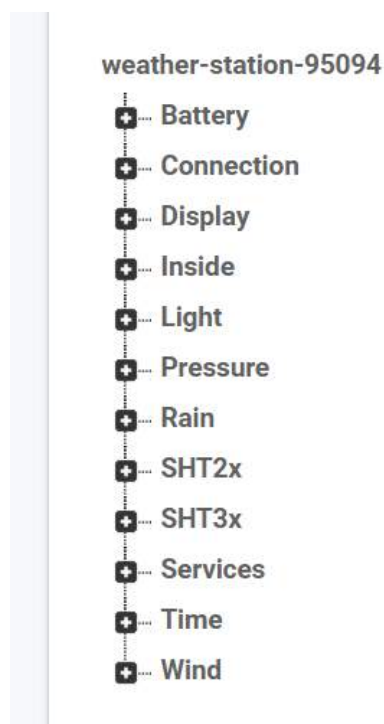 weather-station-95094
Battery
Connection
Display
Inside
Light
Pressure
Rain
SHT2x
SHT3x
Services
Time
Wind